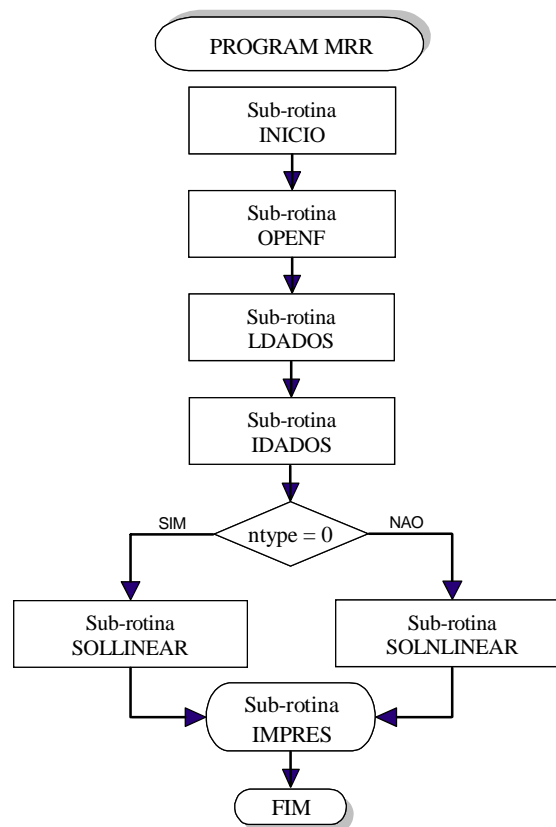 PROGRAM MRR
Sub-rotina
INICIO
Sub-rotina
OPENF
Sub-rotina
LDADOS
Sub-rotina
IDADOS
SIM
ntype = 0
NAO
Sub-rotina
SOLLINEAR
Sub-rotina
SOLNLINEAR
Sub-rotina
IMPRES
FIM